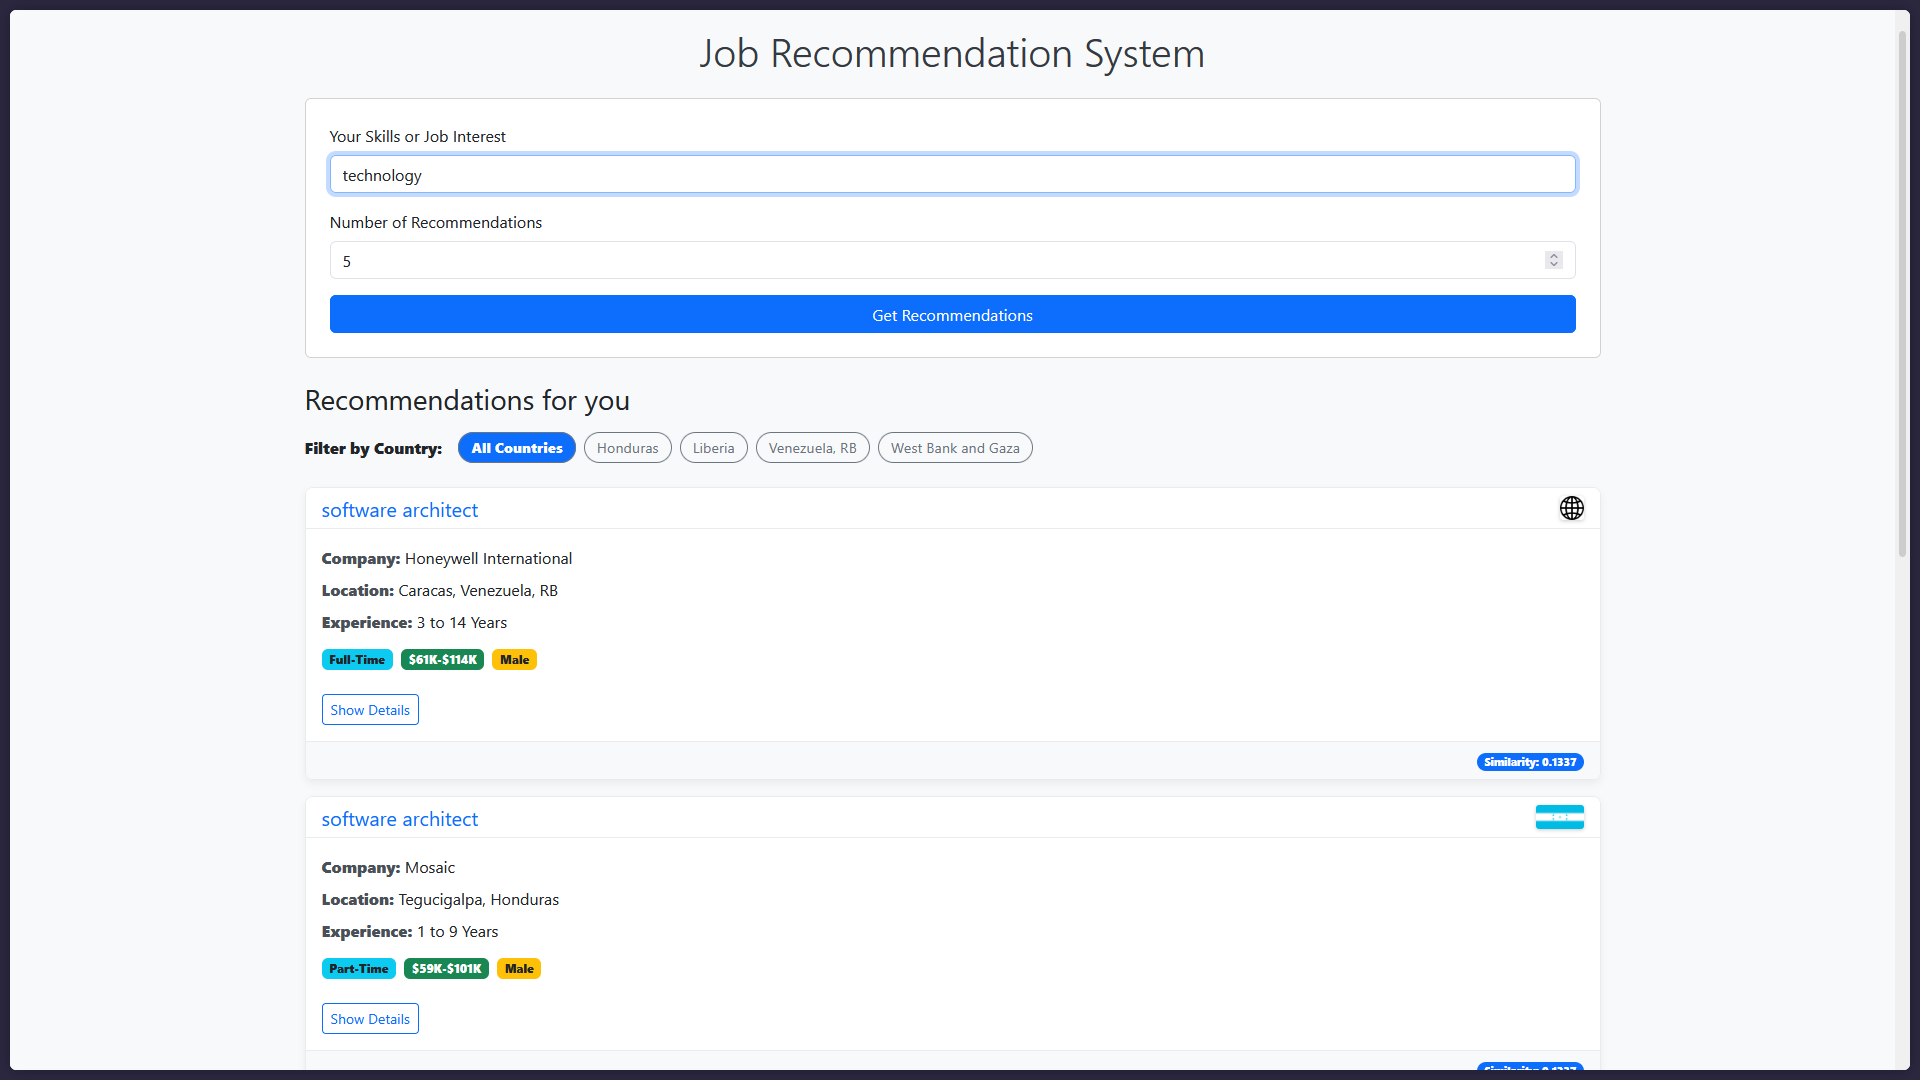 Job Recommendation System
Your Skills or Job Interest
technology
Number of Recommendations
5
Get Recommendations
Recommendations for you
Filter by Country: All Countries Honduras Liberia Venezuela, RB West Bank and Gaza
software architect
Company: Honeywell International
Location: Caracas, Venezuela, RB
Experience: 3 to 14 Years
Full-Time $61K-$114K Male
Show Details
Similarity: 0.1337
software architect
Company: Mosaic
Location: Tegucigalpa, Honduras
Experience: 1 to 9 Years
Part-Time $59K-$101K Male
Show Details
Similarity: 0.1337